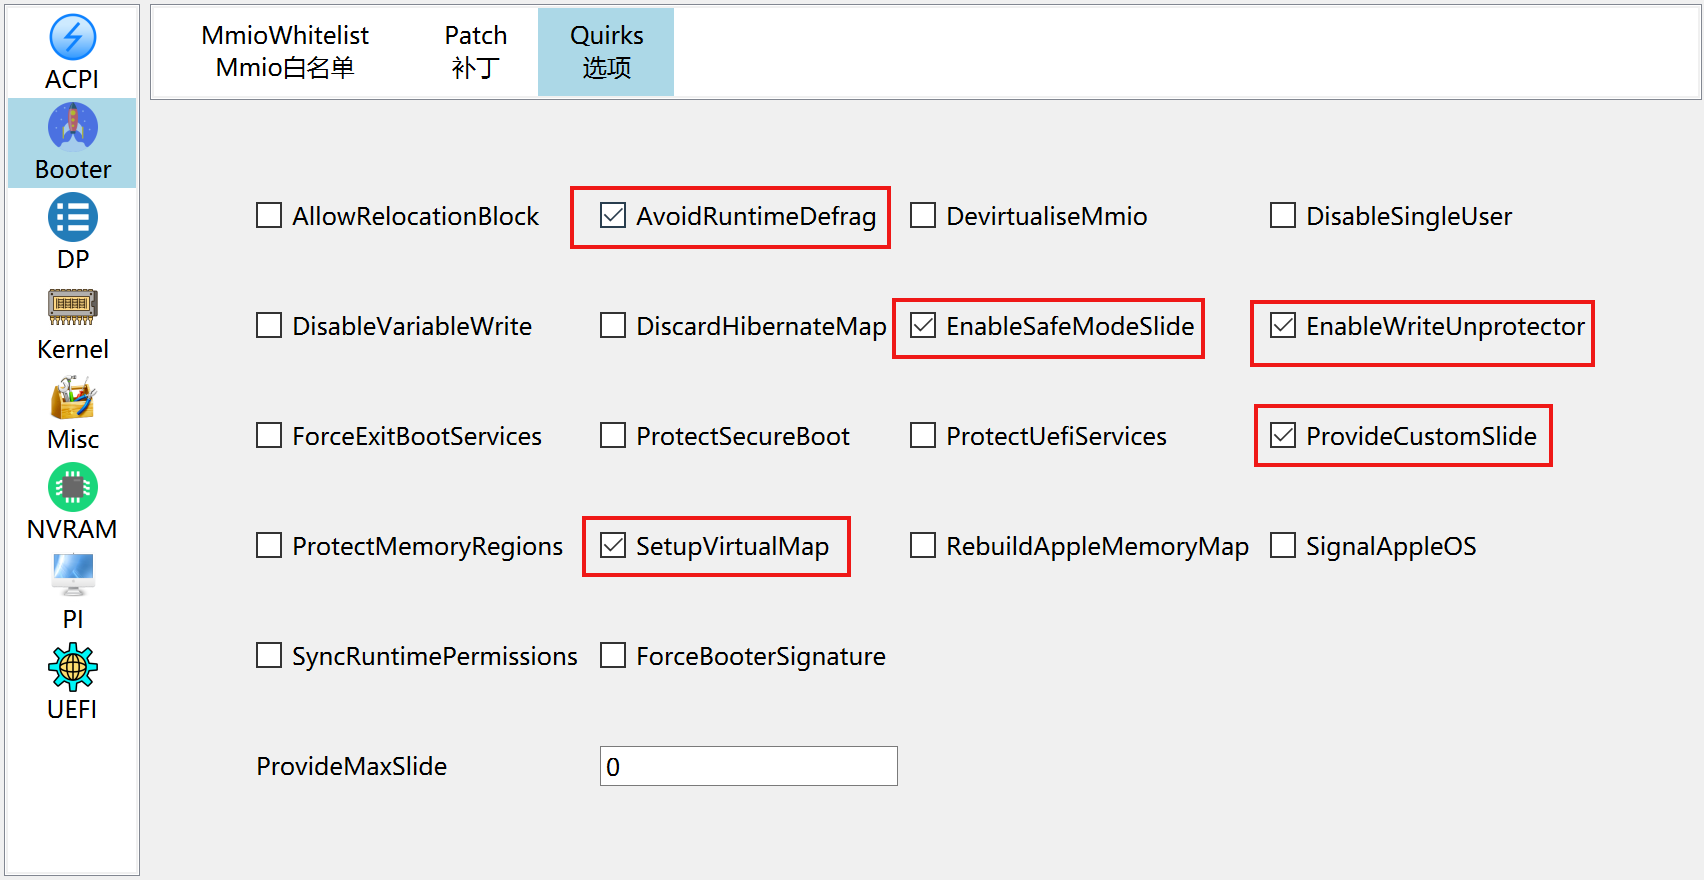 ACPI
Booter
DP
Kernel
Misc
NVRAM
PI
UEFI
MmioWhitelist
Mmio白名单
Patch
补丁
Quirks
选项
AllowRelocationBlock AvoidRuntimeDefrag DevirtualiseMmio DisableSingleUser
DisableVariableWrite DiscardHibernateMap EnableSafeModeSlide EnableWriteUnprotector
ForceExitBootServices ProtectSecureBoot ProtectUefiServices ProvideCustomSlide
ProtectMemoryRegions SetupVirtualMap RebuildAppleMemoryMap SignalAppleOS
SyncRuntimePermissions ForceBooterSignature
ProvideMaxSlide 0